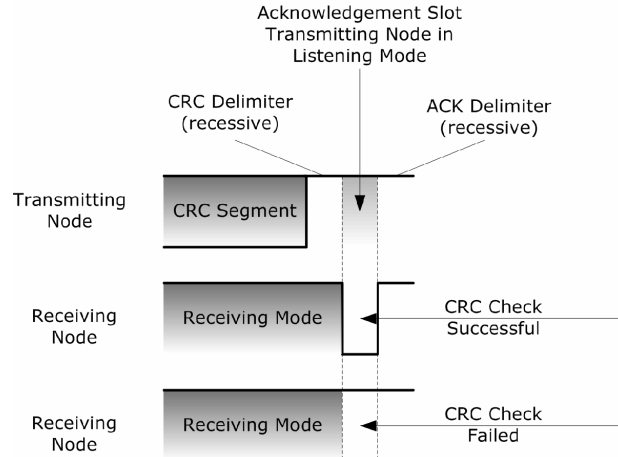 Acknowledgement Slot
Transmitting Node in
Listening Mode
CRC Delimiter
(recessive)
ACK Delimiter
(recessive)
Transmitting
Node
CRC Segment
Receiving
Node
Receiving Mode
CRC Check
Successful
Receiving
Node
Receiving Mode
CRC Check
Failed